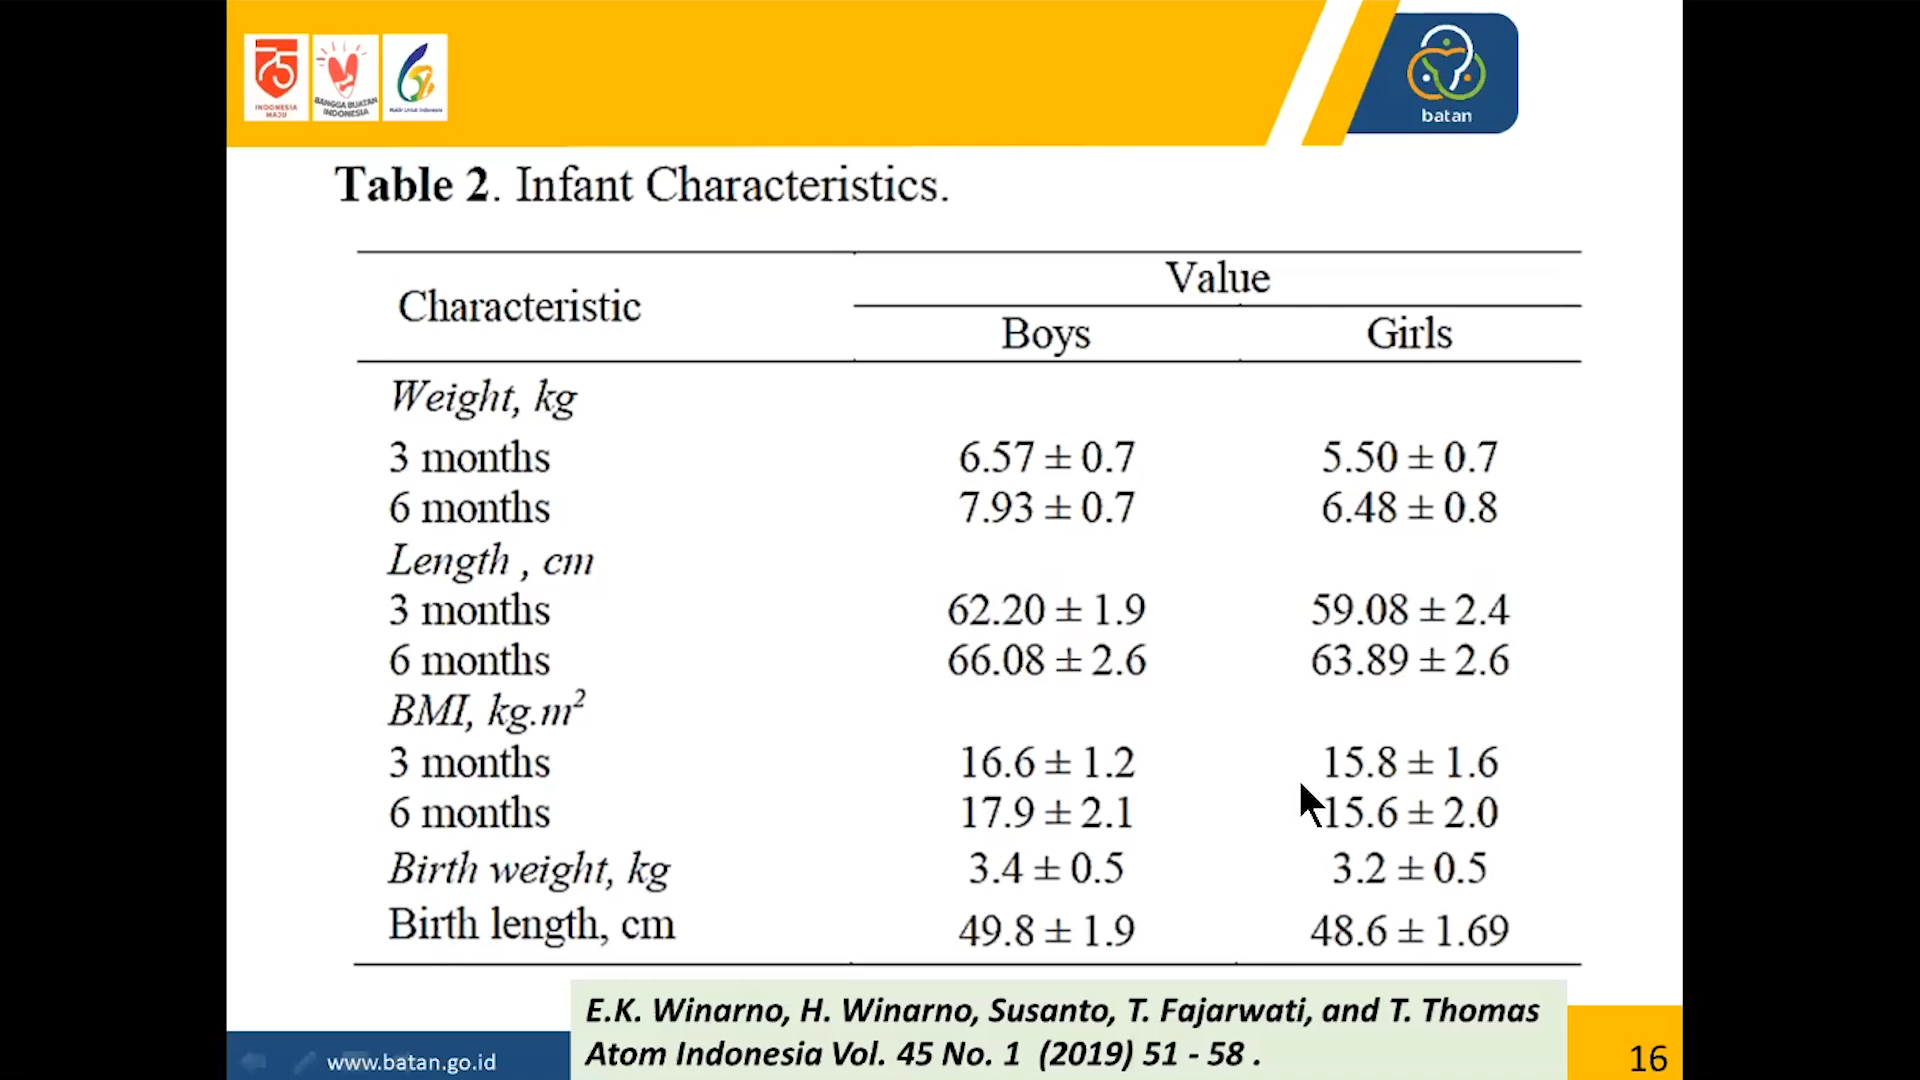 75
INDONESIA
MAJU
BANGGA BUATAN
INDONESIA
batan
Table 2. Infant Characteristics.
Characteristic
Value
Boys Girls
Weight, kg
3 months 6.57 ± 0.7 5.50 ± 0.7
6 months 7.93 ± 0.7 6.48 ± 0.8
Length , cm
3 months 62.20 ± 1.9 59.08 ± 2.4
6 months 66.08 ± 2.6 63.89 ± 2.6
BMI, kg.m²
3 months 16.6 ± 1.2 15.8 ± 1.6
6 months 17.9 ± 2.1 15.6 ± 2.0
Birth weight, kg 3.4 ± 0.5 3.2 ± 0.5
Birth length, cm 49.8 ± 1.9 48.6 ± 1.69
E.K. Winarno, H. Winarno, Susanto, T. Fajarwati, and T. Thomas
Atom Indonesia Vol. 45 No. 1 (2019) 51 - 58 .
www.batan.go.id
16